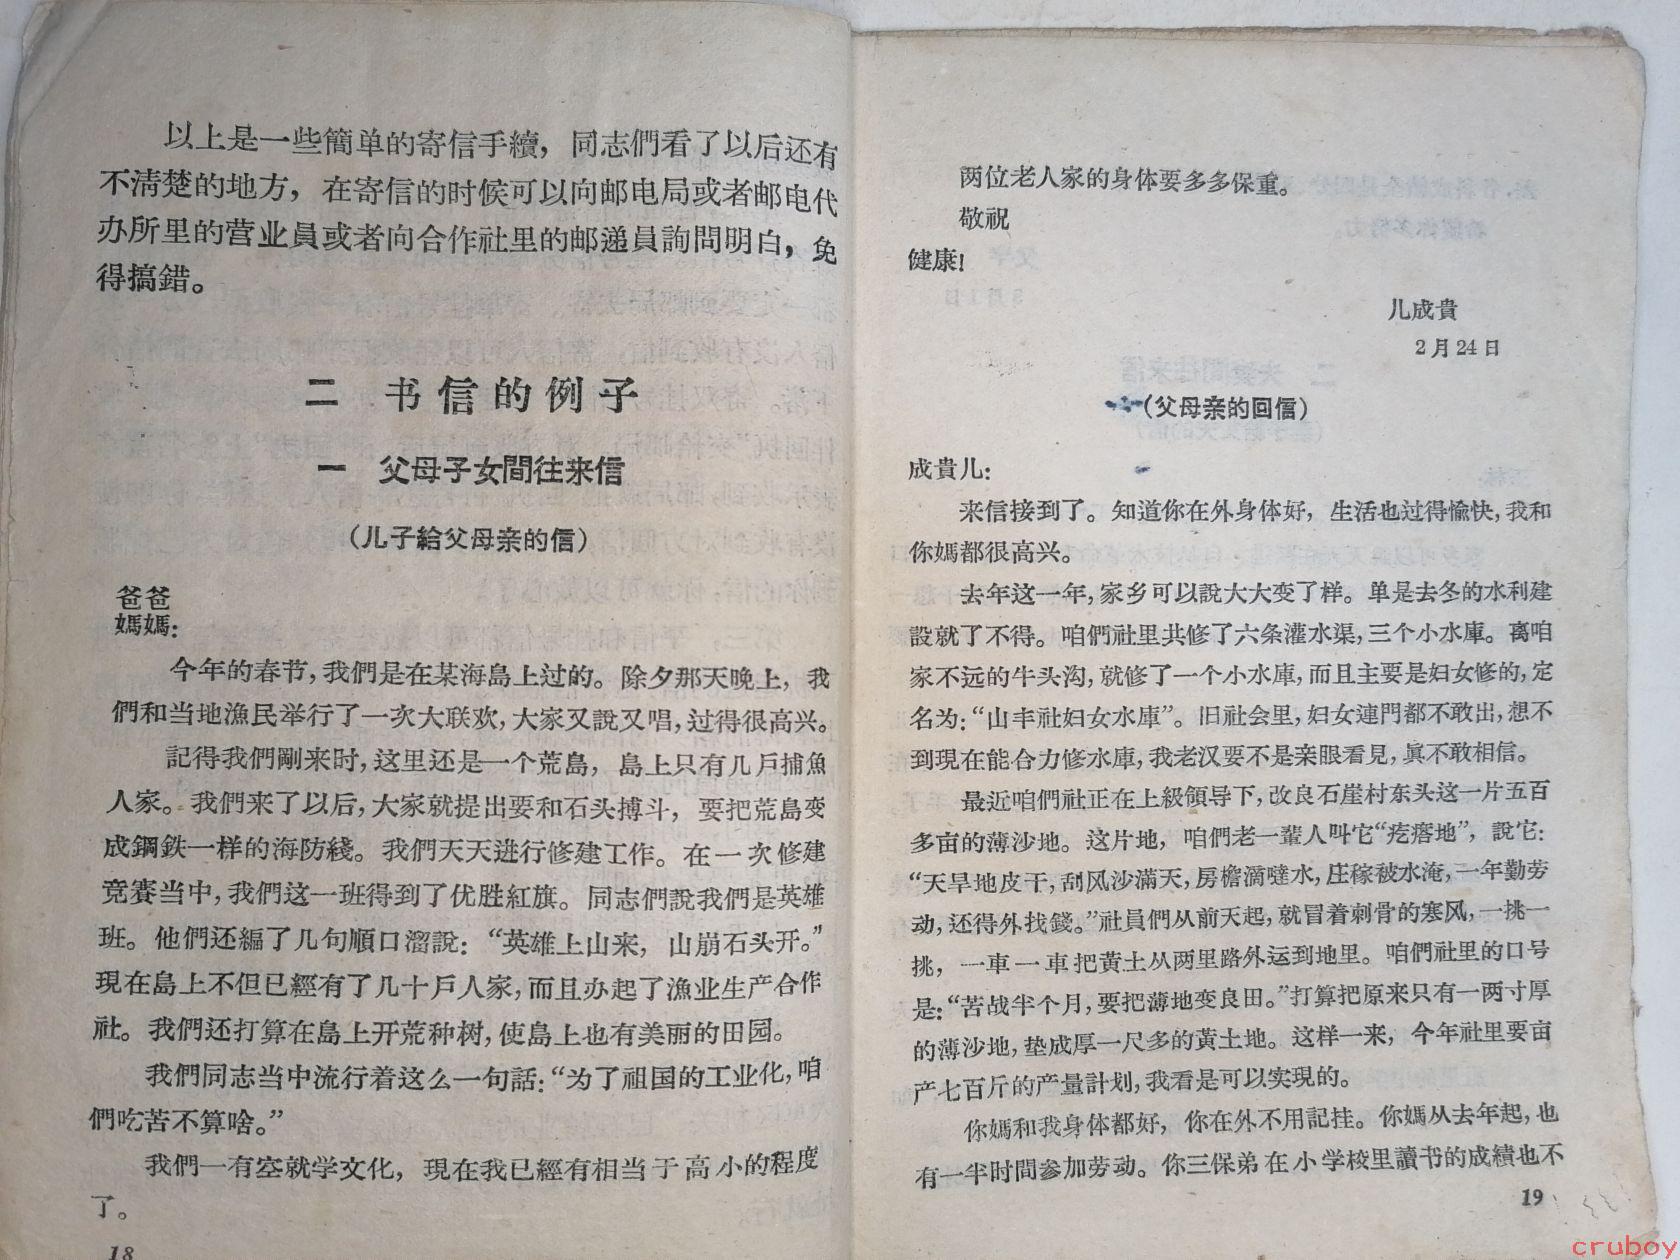 以上是一些簡单的寄信手續，同志們看了以后还有
不清楚的地方，在寄信的时候可以向邮电局或者邮电代
办所里的营业員或者向合作社里的邮递員詢問明白，免
得搞錯。
二 书信的例子
一 父母子女間往来信
（儿子給父母亲的信）
爸爸
媽媽：
今年的春节，我們是在某海島上过的。除夕那天晚上，我
們和当地漁民举行了一次大联欢，大家又說又唱，过得很高兴。
記得我們剛来时，这里还是一个荒島，島上只有几戶捕魚
人家。我們来了以后，大家就提出要和石头搏斗，要把荒島变
成鋼鉄一样的海防綫。我們天天进行修建工作。在一次修建
竞賽当中，我們这一班得到了优胜紅旗。同志們說我們是英雄
班。他們还編了几句順口溜說：“英雄上山来，山崩石头开。”
現在島上不但已經有了几十戶人家，而且办起了漁业生产合作
社。我們还打算在島上开荒种树，使島上也有美丽的田园。
我們同志当中流行着这么一句話：“为了祖国的工业化，咱
們吃苦不算啥。”
我們一有空就学文化，現在我已經有相当于高小的程度
了。
18
两位老人家的身体要多多保重。
敬祝
健康！
儿成貴
2月24日
（父母亲的回信）
成貴儿：
来信接到了。知道你在外身体好，生活也过得愉快，我和
你媽都很高兴。
去年这一年，家乡可以說大大变了样。单是去冬的水利建
設就了不得。咱們社里共修了六条灌水渠，三个小水庫。离咱
家不远的牛头沟，就修了一个小水庫，而且主要是妇女修的，定
名为：“山丰社妇女水庫”。旧社会里，妇女連門都不敢出，想不
到現在能合力修水庫，我老汉要不是亲眼看見，眞不敢相信。
最近咱們社正在上級領导下，改良石崖村东头这一片五百
多亩的薄沙地。这片地，咱們老一輩人叫它“疙瘩地”，說它：
“天旱地皮干，刮风沙滿天，房檐滴噠水，庄稼被水淹，一年勤劳
动，还得外找錢。”社員們从前天起，就冒着刺骨的寒风，一挑一
挑，一車一車把黃土从两里路外运到地里。咱們社里的口号
是：“苦战半个月，要把薄地变良田。”打算把原来只有一两寸厚
的薄沙地，垫成厚一尺多的黃土地。这样一来，今年社里要亩
产七百斤的产量計划，我看是可以实現的。
你媽和我身体都好，你在外不用記挂。你媽从去年起，也
有一半时間参加劳动。你三保弟在小学校里讀书的成績也不
19
cruboy